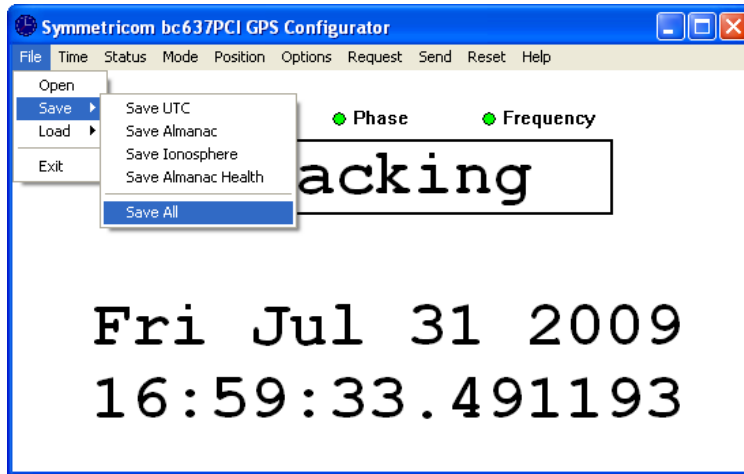 Symmetricom bc637PCI GPS Configurator
File Time Status Mode Position Options Request Send Reset Help
Open
Save
Load
Exit
Save UTC
Save Almanac
Save Ionosphere
Save Almanac Health
Save All
Phase Frequency
acking
Fri Jul 31 2009
16:59:33.491193